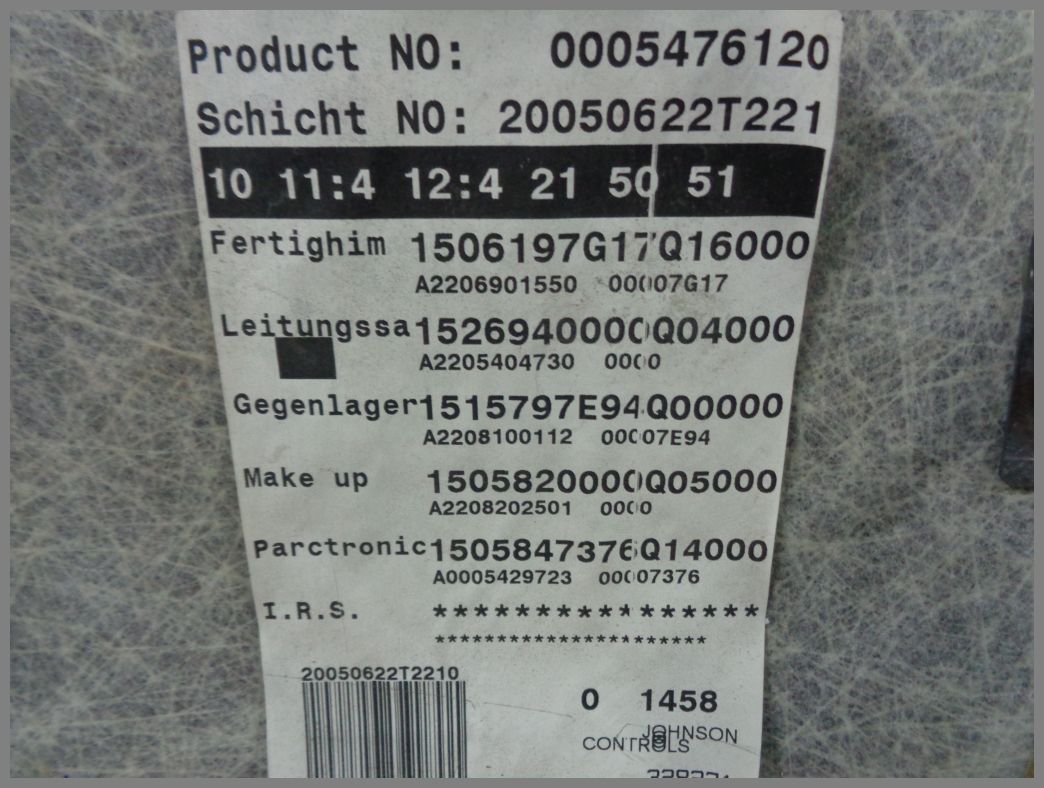 Product NO: 0005476120
Schicht NO: 20050622T221
10 11:4 12:4 21 50 51
Fertighim 1506197G17Q16000
A2206901550 00007G17
Leitungssa 1526940000Q04000
A2205404730 0000
Gegenlager 1515797E94Q00000
A2208100112 00007E94
Make up 1505820000Q05000
A2208202501 0000
Parctronic 1505847376Q14000
A0005429723 00007376
I.R.S. ****************
**********************
20050622T2210
0 1458
JOHNSON
CONTROLS